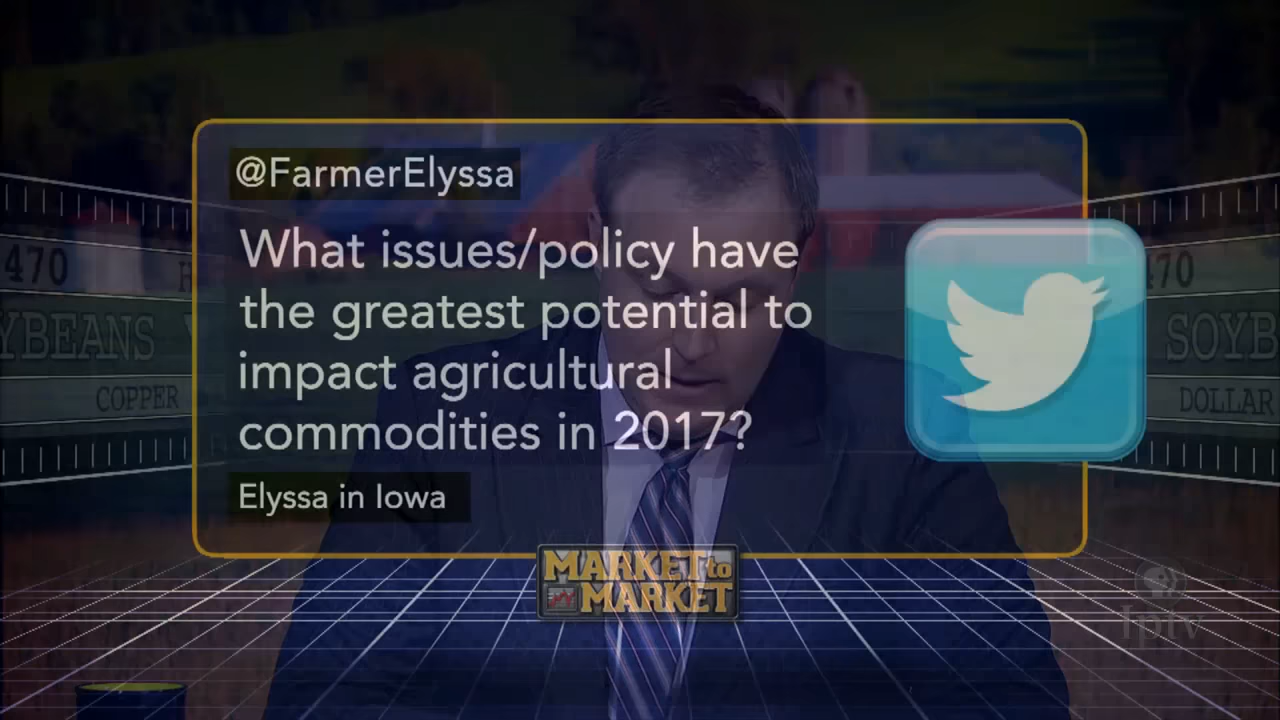 @FarmerElyssa
What issues/policy have
the greatest potential to
impact agricultural
commodities in 2017?
Elyssa in Iowa
MARKET to
MARKET
470
YBEANS
COPPER
470
SOYB
DOLLAR
Iptv